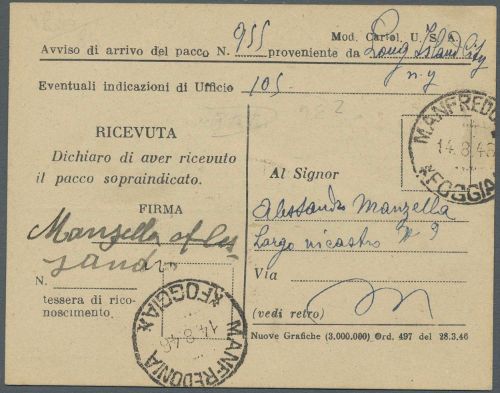 Mod. Cartol. U. S. A.
Avviso di arrivo del pacco N. 955 proveniente da Long Island City
n.y
Eventuali indicazioni di Ufficio 105.
RICEVUTA
Dichiaro di aver ricevuto
il pacco sopraindicato.
FIRMA
Manzella Ales
sand
N.
tessera di rico-
noscimento.
MANFREDONIA
*(FOGGIA)*
14.8.46
Al Signor
Alessandro Manzella
Largo nicastro N 9
Via
(vedi retro)
MANFREDO
*(FOGGIA
14.8.46
Nuove Grafiche (3.000.000) Ord. 497 del 28.3.46